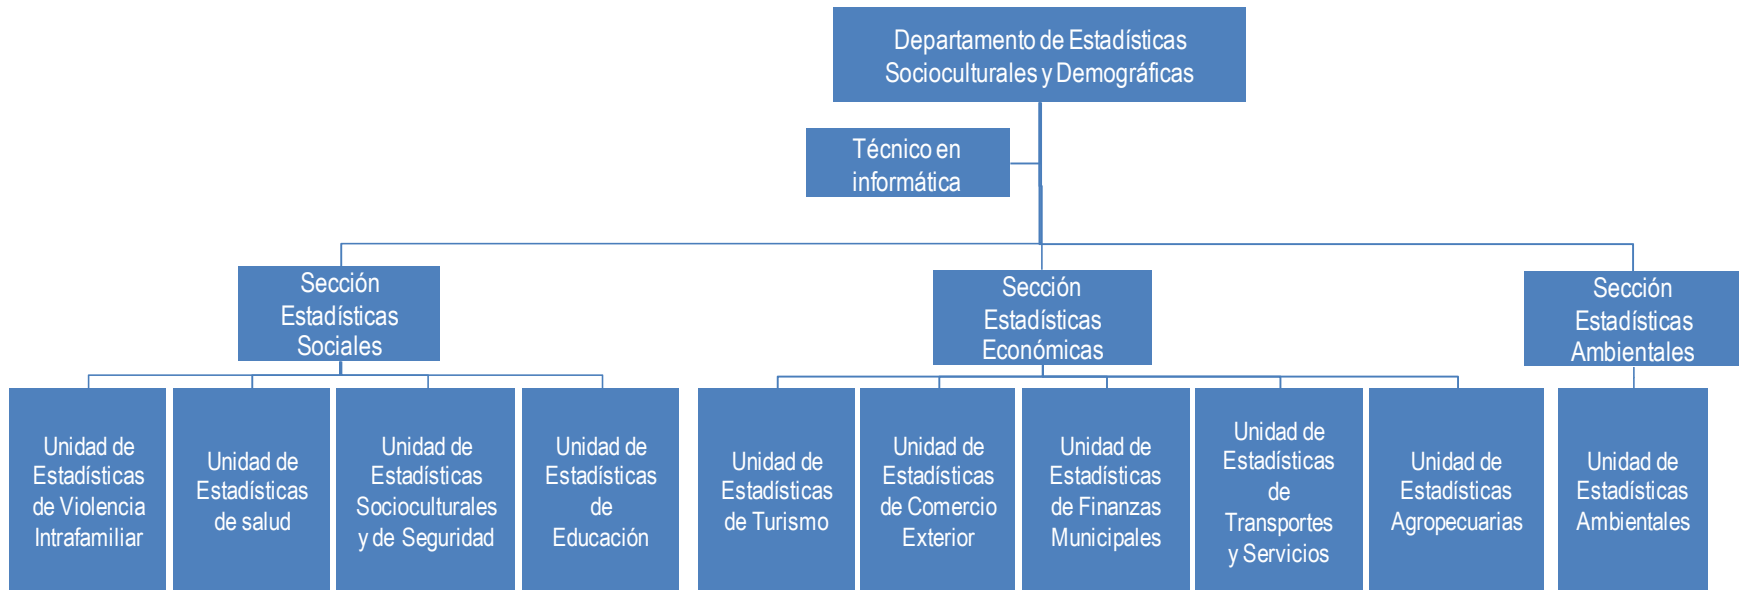 Departamento de Estadísticas
Socioculturales y Demográficas
Técnico en
informática
Sección
Estadísticas
Sociales
Sección
Estadísticas
Económicas
Sección
Estadísticas
Ambientales
Unidad de
Estadísticas
de Violencia
Intrafamiliar
Unidad de
Estadísticas
de salud
Unidad de
Estadísticas
Socioculturales
y de Seguridad
Unidad de
Estadísticas
de
Educación
Unidad de
Estadísticas
de Turismo
Unidad de
Estadísticas
de Comercio
Exterior
Unidad de
Estadísticas
de Finanzas
Municipales
Unidad de
Estadísticas
de
Transportes
y Servicios
Unidad de
Estadísticas
Agropecuarias
Unidad de
Estadísticas
Ambientales